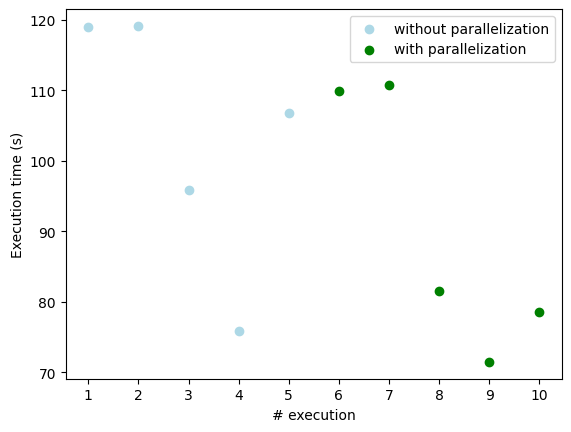 120
110
100
90
80
70
Execution time (s)
without parallelization
with parallelization
1 2 3 4 5 6 7 8 9 10
# execution